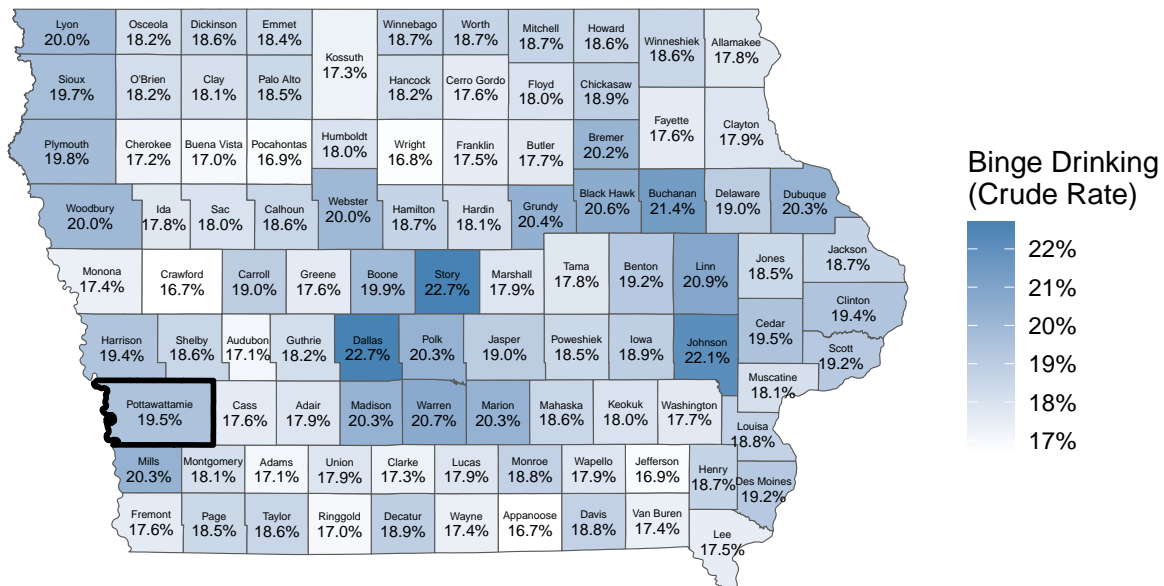 Lyon
20.0%
Osceola
18.2%
Dickinson
18.6%
Emmet
18.4%
Kossuth
17.3%
Winnebago
18.7%
Worth
18.7%
Mitchell
18.7%
Howard
18.6%
Winneshiek
18.6%
Allamakee
17.8%
Sioux
19.7%
O'Brien
18.2%
Clay
18.1%
Palo Alto
18.5%
Hancock
18.2%
Cerro Gordo
17.6%
Floyd
18.0%
Chickasaw
18.9%
Fayette
17.6%
Clayton
17.9%
Plymouth
19.8%
Cherokee
17.2%
Buena Vista
17.0%
Pocahontas
16.9%
Humboldt
18.0%
Wright
16.8%
Franklin
17.5%
Butler
17.7%
Bremer
20.2%
Woodbury
20.0%
Ida
17.8%
Sac
18.0%
Calhoun
18.6%
Webster
20.0%
Hamilton
18.7%
Hardin
18.1%
Grundy
20.4%
Black Hawk
20.6%
Buchanan
21.4%
Delaware
19.0%
Dubuque
20.3%
Monona
17.4%
Crawford
16.7%
Carroll
19.0%
Greene
17.6%
Boone
19.9%
Story
22.7%
Marshall
17.9%
Tama
17.8%
Benton
19.2%
Linn
20.9%
Jones
18.5%
Jackson
18.7%
Clinton
19.4%
Harrison
19.4%
Shelby
18.6%
Audubon
17.1%
Guthrie
18.2%
Dallas
22.7%
Polk
20.3%
Jasper
19.0%
Poweshiek
18.5%
Iowa
18.9%
Johnson
22.1%
Cedar
19.5%
Scott
19.2%
Muscatine
18.1%
Pottawattamie
19.5%
Cass
17.6%
Adair
17.9%
Madison
20.3%
Warren
20.7%
Marion
20.3%
Mahaska
18.6%
Keokuk
18.0%
Washington
17.7%
Louisa
18.8%
Mills
20.3%
Montgomery
18.1%
Adams
17.1%
Union
17.9%
Clarke
17.3%
Lucas
17.9%
Monroe
18.8%
Wapello
17.9%
Jefferson
16.9%
Henry
18.7%
Des Moines
19.2%
Fremont
17.6%
Page
18.5%
Taylor
18.6%
Ringgold
17.0%
Decatur
18.9%
Wayne
17.4%
Appanoose
16.7%
Davis
18.8%
Van Buren
17.4%
Lee
17.5%
Binge Drinking
(Crude Rate)
22%
21%
20%
19%
18%
17%